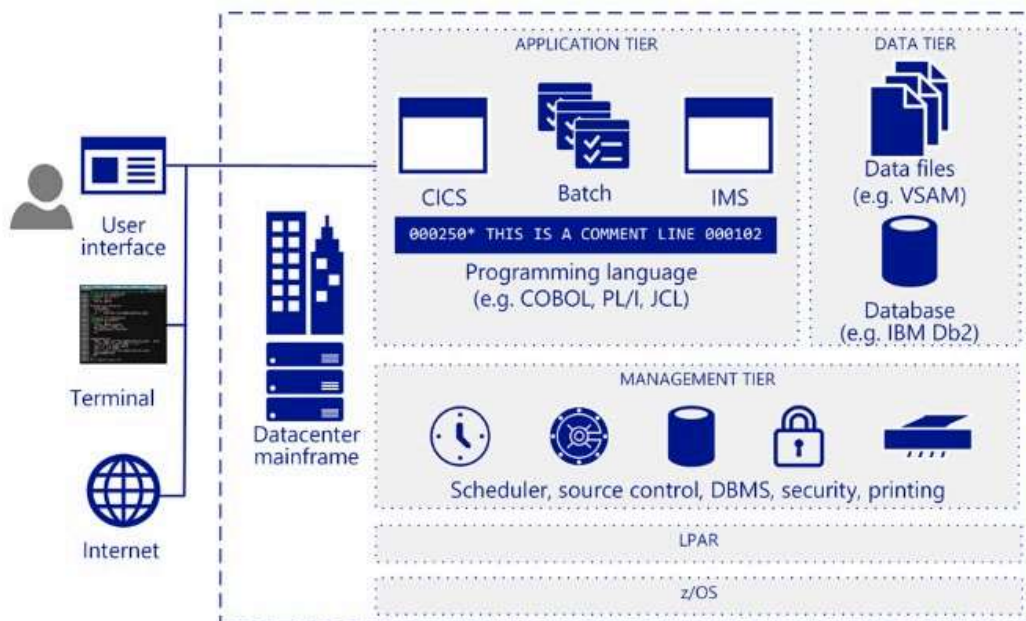 APPLICATION TIER
CICS
Batch
IMS
000250* THIS IS A COMMENT LINE 000102
Programming language
(e.g. COBOL, PL/I, JCL)
DATA TIER
Data files
(e.g. VSAM)
Database
(e.g. IBM Db2)
User
interface
Terminal
Internet
Datacenter
mainframe
MANAGEMENT TIER
Scheduler, source control, DBMS, security, printing
LPAR
z/OS